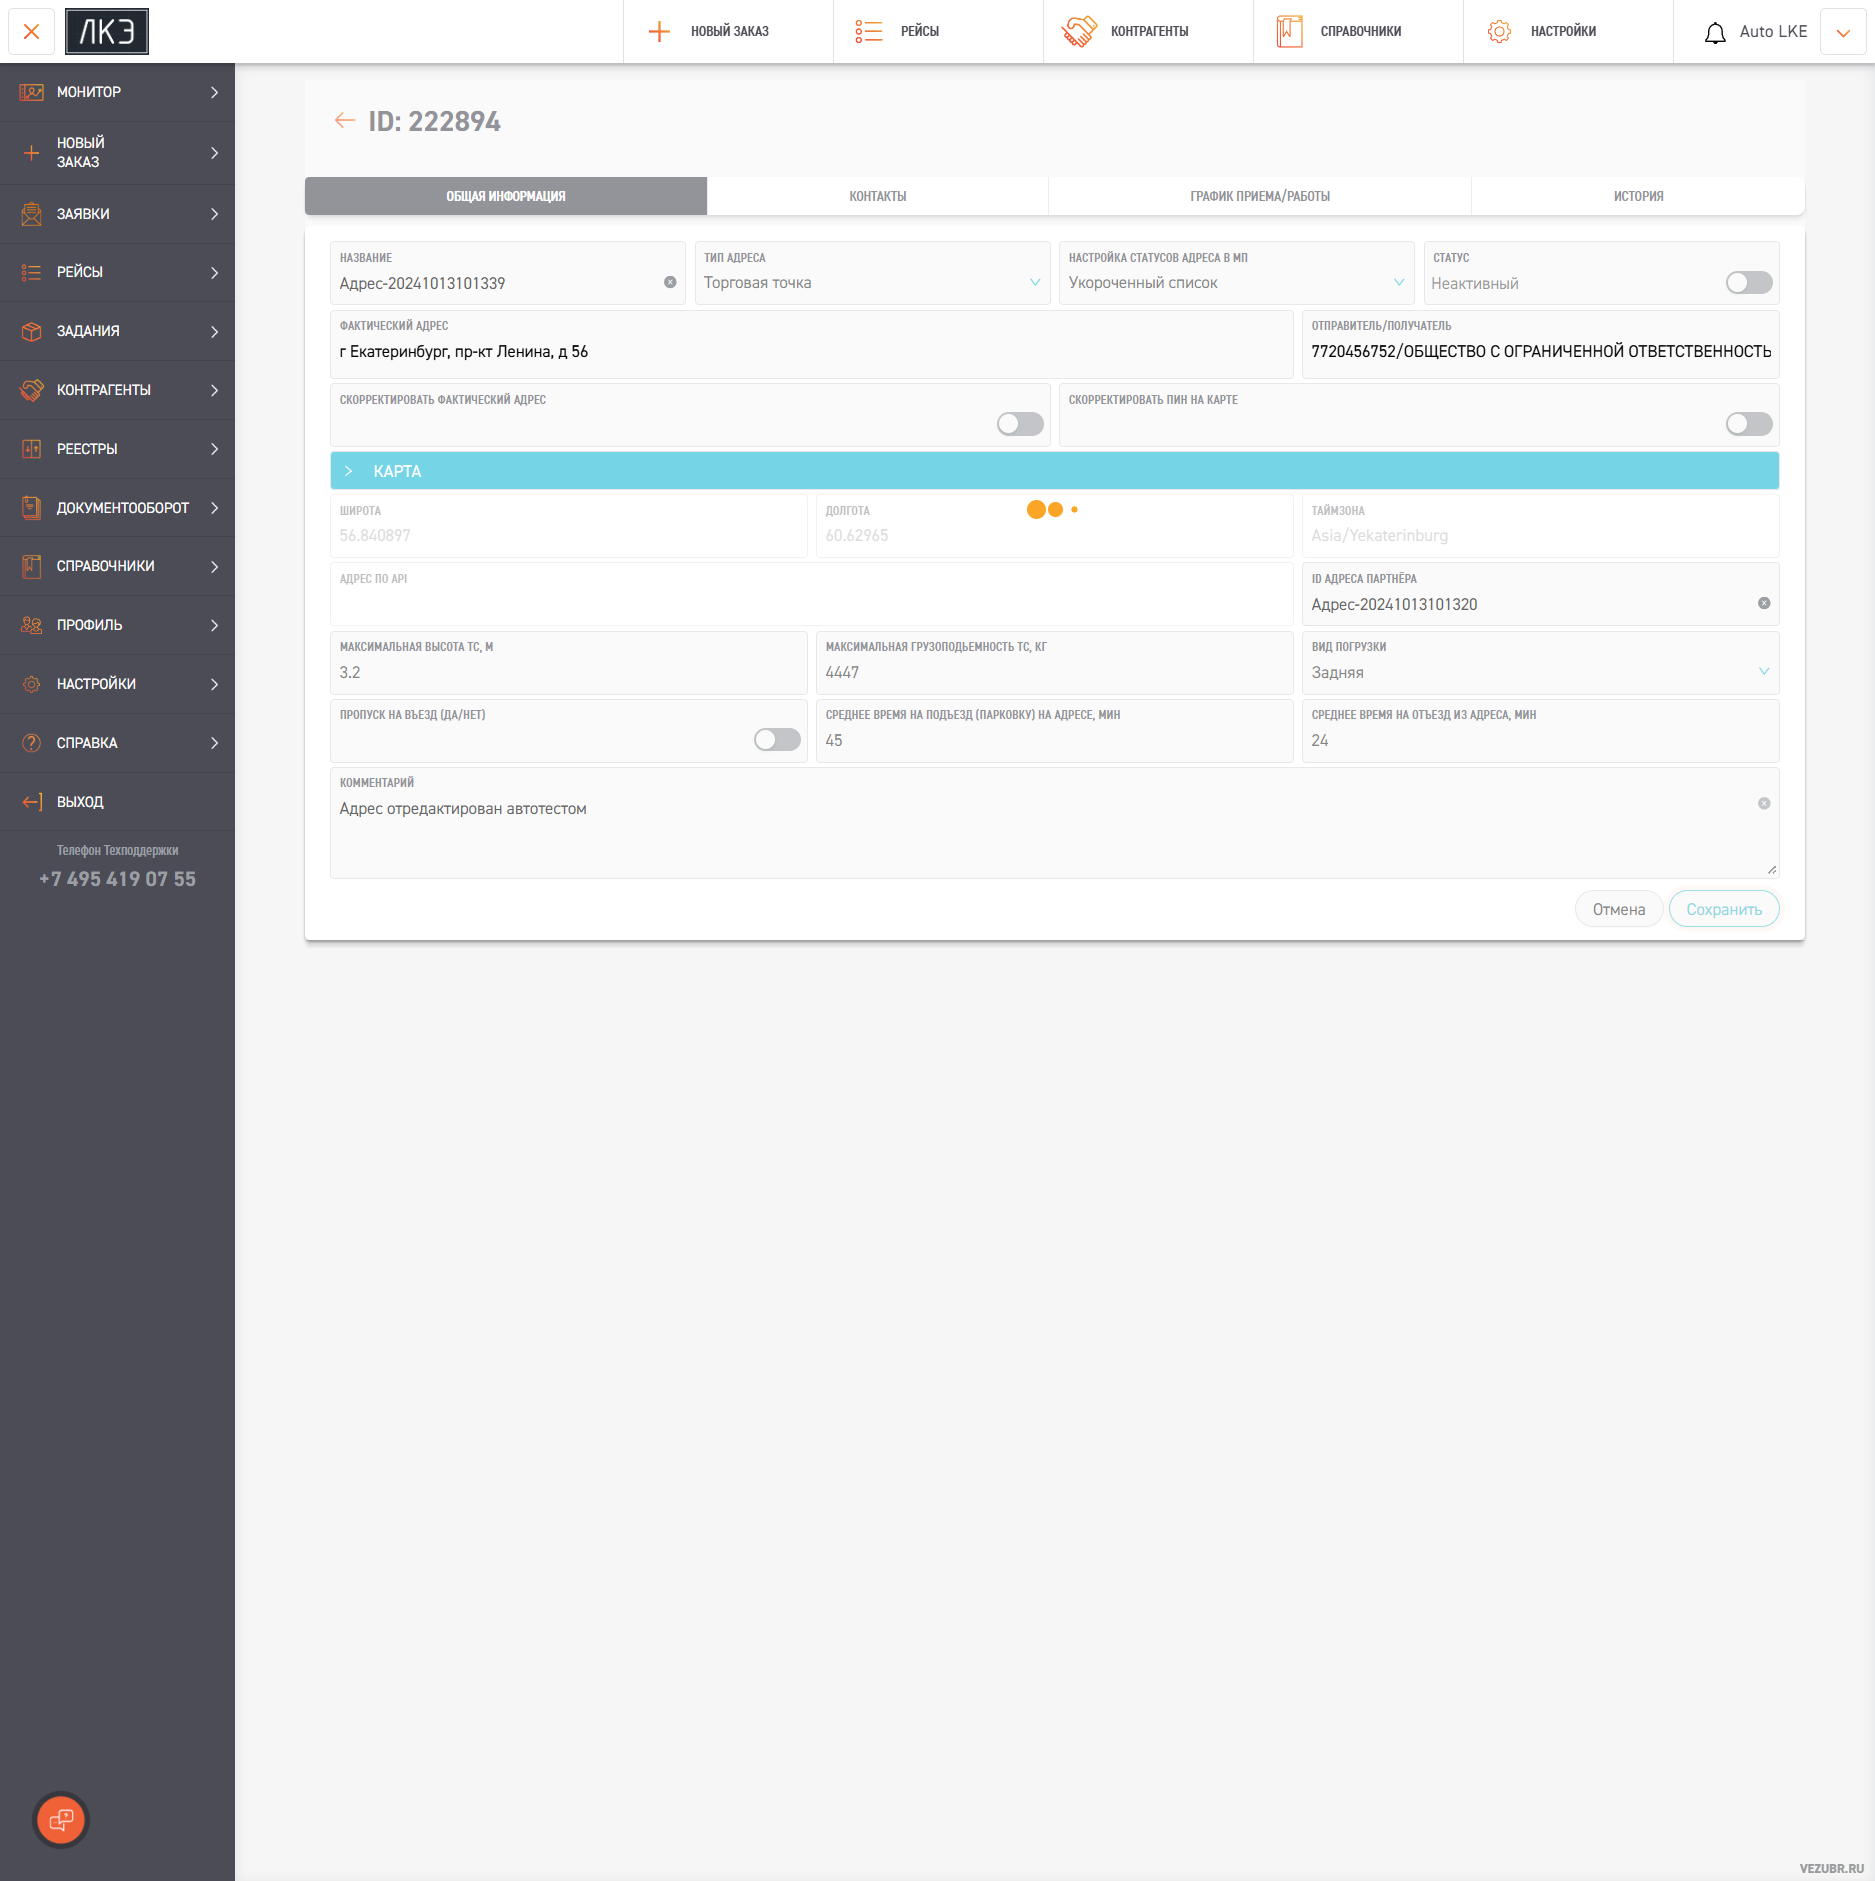 ЛКЭ
НОВЫЙ ЗАКАЗ
РЕЙСЫ
КОНТРАГЕНТЫ
СПРАВОЧНИКИ
НАСТРОЙКИ
Auto LKE
МОНИТОР
НОВЫЙ
ЗАКАЗ
ЗАЯВКИ
РЕЙСЫ
ЗАДАНИЯ
КОНТРАГЕНТЫ
РЕЕСТРЫ
ДОКУМЕНТООБОРОТ
СПРАВОЧНИКИ
ПРОФИЛЬ
НАСТРОЙКИ
СПРАВКА
ВЫХОД
Телефон Техподдержки
+7 495 419 07 55
ID: 222894
ОБЩАЯ ИНФОРМАЦИЯ
КОНТАКТЫ
ГРАФИК ПРИЕМА/РАБОТЫ
ИСТОРИЯ
НАЗВАНИЕ
Адрес-20241013101339
ТИП АДРЕСА
Торговая точка
НАСТРОЙКА СТАТУСОВ АДРЕСА В МП
Укороченный список
СТАТУС
Неактивный
ФАКТИЧЕСКИЙ АДРЕС
г Екатеринбург, пр-кт Ленина, д 56
ОТПРАВИТЕЛЬ/ПОЛУЧАТЕЛЬ
7720456752/ОБЩЕСТВО С ОГРАНИЧЕННОЙ ОТВЕТСТВЕННОСТЬ
СКОРРЕКТИРОВАТЬ ФАКТИЧЕСКИЙ АДРЕС
СКОРРЕКТИРОВАТЬ ПИН НА КАРТЕ
КАРТА
ШИРОТА
56.840897
ДОЛГОТА
60.62965
ТАЙМЗОНА
Asia/Yekaterinburg
АДРЕС ПО API
ID АДРЕСА ПАРТНЁРА
Адрес-20241013101320
МАКСИМАЛЬНАЯ ВЫСОТА ТС, М
3.2
МАКСИМАЛЬНАЯ ГРУЗОПОДЬЕМНОСТЬ ТС, КГ
4447
ВИД ПОГРУЗКИ
Задняя
ПРОПУСК НА ВЪЕЗД (ДА/НЕТ)
СРЕДНЕЕ ВРЕМЯ НА ПОДЪЕЗД (ПАРКОВКУ) НА АДРЕСЕ, МИН
45
СРЕДНЕЕ ВРЕМЯ НА ОТЪЕЗД ИЗ АДРЕСА, МИН
24
КОММЕНТАРИЙ
Адрес отредактирован автотестом
Отмена
Сохранить
VEZUBR.RU